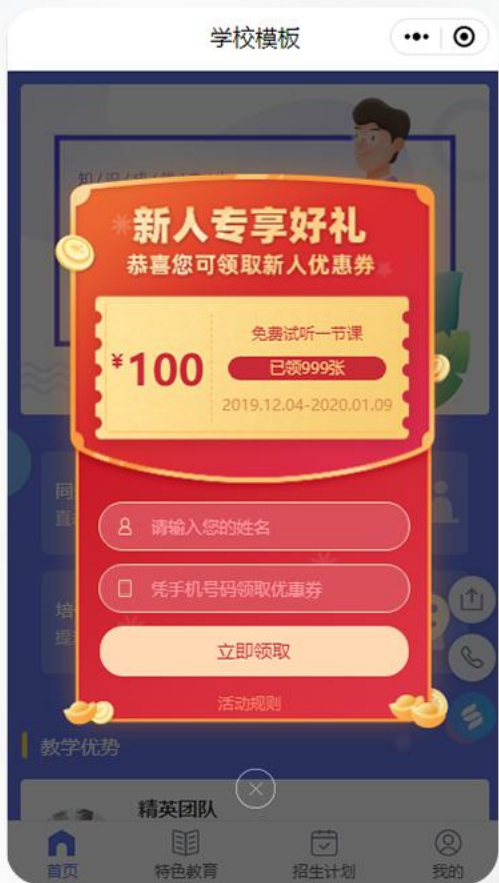 学校模板
新人专享好礼
恭喜您可领取新人优惠券
¥100
免费试听一节课
已领999张
2019.12.04-2020.01.09
请输入您的姓名
凭手机号码领取优惠券
立即领取
活动规则
教学优势
精英团队
首页
特色教育
招生计划
我的